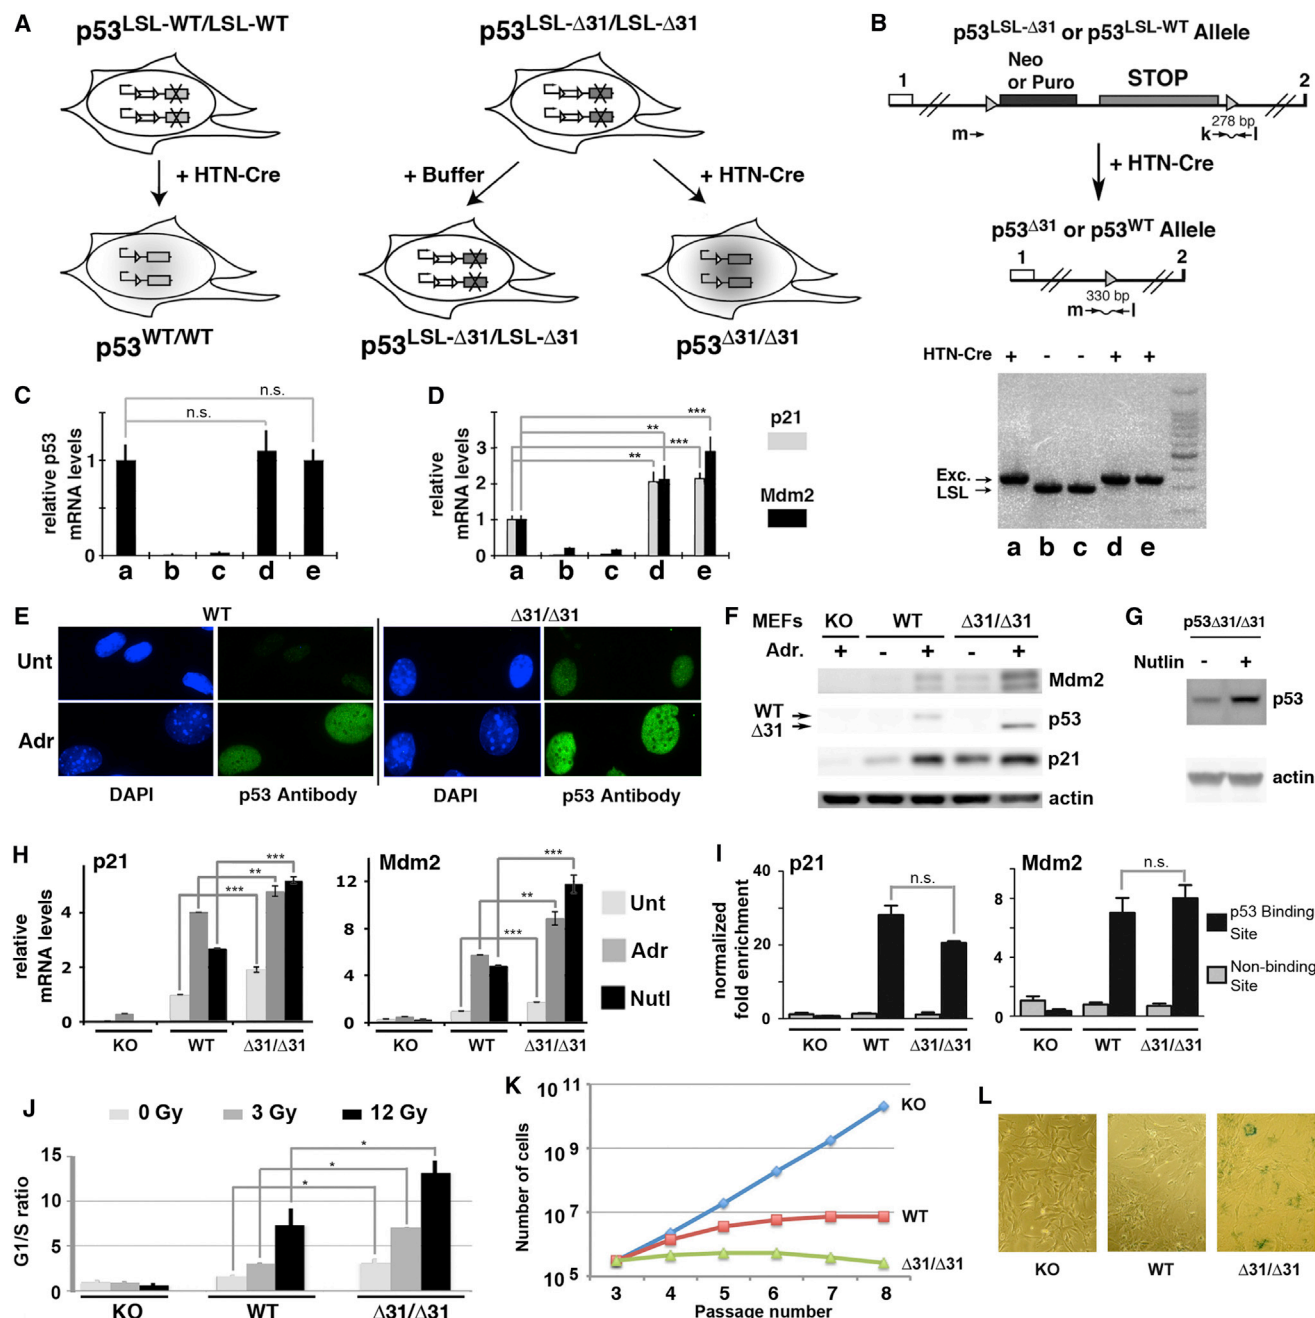 A
p53LSL-WT/LSL-WT
p53LSL-Δ31/LSL-Δ31
+ HTN-Cre
+ Buffer
+ HTN-Cre
p53WT/WT
p53LSL-Δ31/LSL-Δ31
p53Δ31/Δ31
B
p53LSL-Δ31 or p53LSL-WT Allele
1
Neo
or Puro
STOP
2
278 bp
m
k
l
+ HTN-Cre
p53Δ31 or p53WT Allele
1
2
330 bp
m
l
HTN-Cre
+ - - + +
Exc.
LSL
a b c d e
C
relative p53
mRNA levels
n.s.
n.s.
1
0
a b c d e
D
relative
mRNA levels
***
**
***
**
3
2
1
0
a b c d e
p21
Mdm2
E
WT
Δ31/Δ31
Unt
Adr
DAPI
p53 Antibody
DAPI
p53 Antibody
F
MEFs KO WT Δ31/Δ31
Adr. + - + - +
Mdm2
WT
Δ31
p53
p21
actin
G
p53Δ31/Δ31
Nutlin - +
p53
actin
H
p21
relative
mRNA levels
***
**
***
4
2
0
KO WT Δ31/Δ31
Mdm2
***
**
***
12
8
4
0
KO WT Δ31/Δ31
Unt
Adr
Nutl
I
p21
normalized
fold enrichment
n.s.
40
20
0
KO WT Δ31/Δ31
Mdm2
n.s.
8
4
0
KO WT Δ31/Δ31
p53 Binding
Site
Non-binding
Site
J
0 Gy 3 Gy 12 Gy
G1/S ratio
*
*
*
15
10
5
0
KO WT Δ31/Δ31
K
Number of cells
10 11
10 9
10 7
10 5
KO
WT
Δ31/Δ31
3 4 5 6 7 8
Passage number
L
KO WT Δ31/Δ31